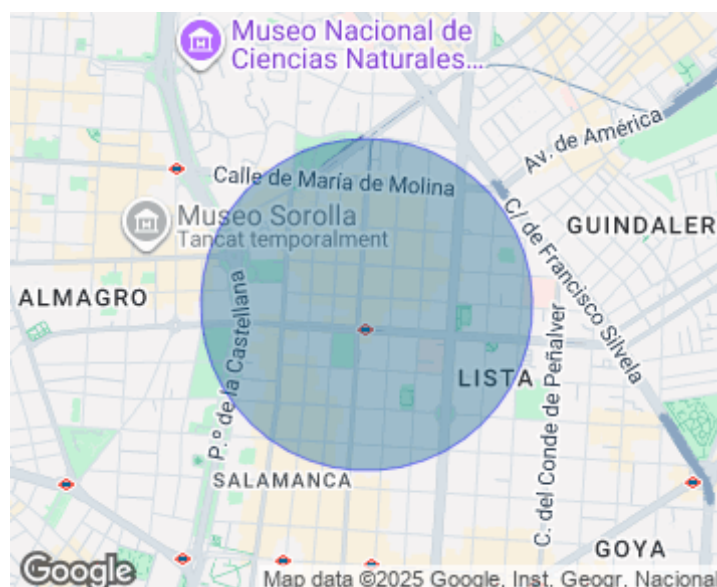 Museo Nacional de
Ciencias Naturales...
Av. de América
Calle de María de Molina
C/ de Francisco Silvela
Museo Sorolla
Tancat temporalment
GUINDALER
ALMAGRO
P.º de la Castellana
LISTA
C. del Conde de Peñalver
SALAMANCA
GOYA
Google
Map data ©2025 Google, Inst. Geogr. Nacional